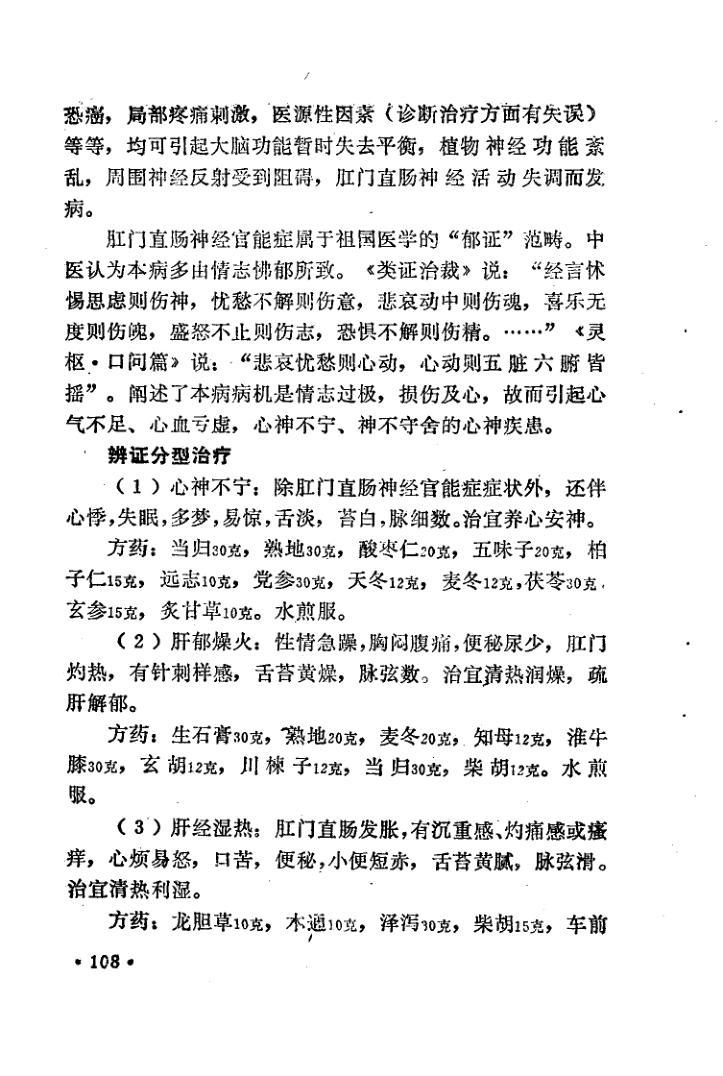 恐癌，局部疼痛刺激，医源性因素（诊断治疗方面有失误）
等等，均可引起大脑功能暂时失去平衡，植物神经功能紊
乱，周围神经反射受到阻碍，肛门直肠神经活动失调而发
病。
肛门直肠神经官能症属于祖国医学的“郁证”范畴。中
医认为本病多由情志怫郁所致。《类证治裁》说：“经言怵
惕思虑则伤神，忧愁不解则伤意，悲哀动中则伤魂，喜乐无
度则伤魄，盛怒不止则伤志，恐惧不解则伤精。……”《灵
枢·口问篇》说：“悲哀忧愁则心动，心动则五脏六腑皆
摇”。阐述了本病病机是情志过极，损伤及心，故而引起心
气不足、心血亏虚，心神不宁、神不守舍的心神疾患。
辨证分型治疗
（1）心神不宁：除肛门直肠神经官能症症状外，还伴
心悸，失眠，多梦，易惊，舌淡，苔白，脉细数。治宜养心安神。
方药：当归30克，熟地30克，酸枣仁20克，五味子20克，柏
子仁15克，远志10克，党参30克，天冬12克，麦冬12克，茯苓30克，
玄参15克，炙甘草10克。水煎服。
（2）肝郁燥火：性情急躁，胸闷腹痛，便秘尿少，肛门
灼热，有针刺样感，舌苔黄燥，脉弦数。治宜清热润燥，疏
肝解郁。
方药：生石膏30克，熟地20克，麦冬20克，知母12克，淮牛
膝30克，玄胡12克，川楝子12克，当归30克，柴胡12克。水煎
服。
（3）肝经湿热：肛门直肠发胀，有沉重感、灼痛感或瘙
痒，心烦易怒，口苦，便秘，小便短赤，舌苔黄腻，脉弦滑。
治宜清热利湿。
方药：龙胆草10克，木通10克，泽泻10克，柴胡15克，车前
·108·